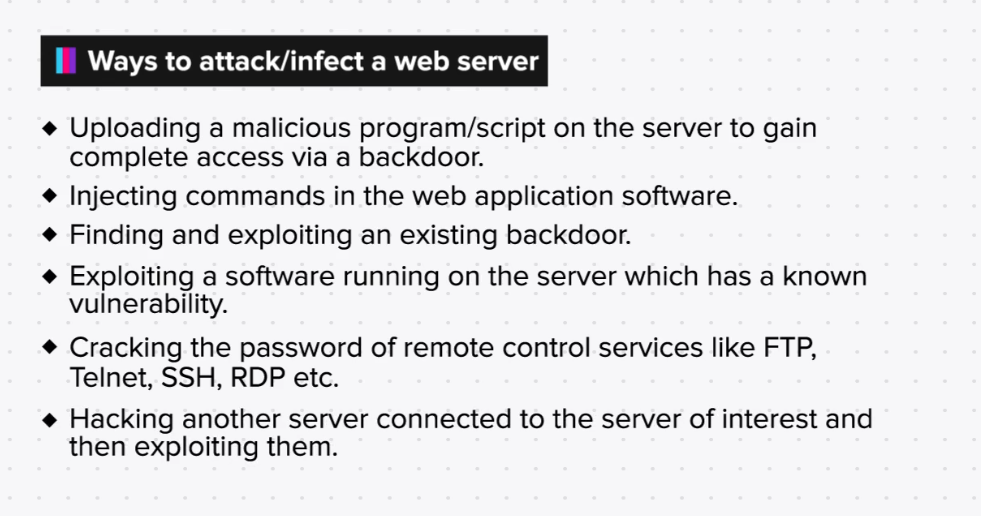 Ways to attack/infect a web server
◆ Uploading a malicious program/script on the server to gain
complete access via a backdoor.
◆ Injecting commands in the web application software.
◆ Finding and exploiting an existing backdoor.
◆ Exploiting a software running on the server which has a known
vulnerability.
◆ Cracking the password of remote control services like FTP,
Telnet, SSH, RDP etc.
◆ Hacking another server connected to the server of interest and
then exploiting them.